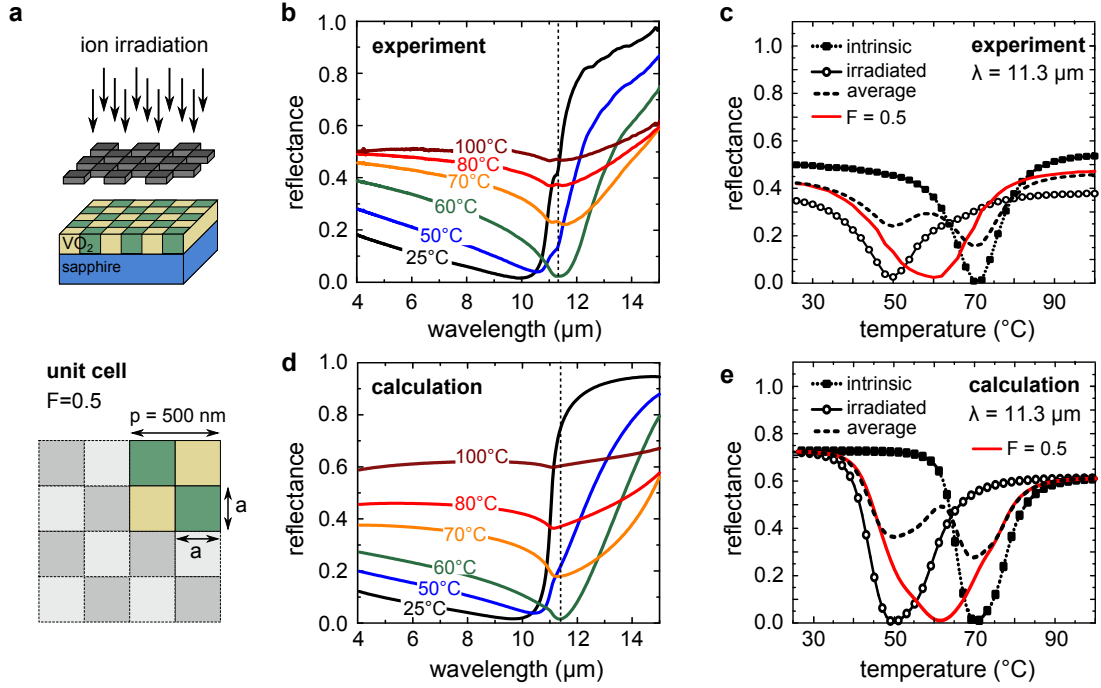 a
ion irradiation
VO₂
sapphire
unit cell
F=0.5
p = 500 nm
a
a
b
experiment
reflectance
1.0
0.8
0.6
0.4
0.2
0.0
100°C
80°C
70°C
60°C
50°C
25°C
4 6 8 10 12 14 15
wavelength (μm)
c
intrinsic
irradiated
average
F = 0.5
experiment
λ = 11.3 μm
reflectance
1.0
0.8
0.6
0.4
0.2
0.0
30 50 70 90
temperature (°C)
d
calculation
reflectance
1.0
0.8
0.6
0.4
0.2
0.0
100°C
80°C
70°C
60°C
50°C
25°C
4 6 8 10 12 14 15
wavelength (μm)
e
intrinsic
irradiated
average
calculation
λ = 11.3 μm
F = 0.5
reflectance
1.0
0.8
0.6
0.4
0.2
0.0
30 50 70 90
temperature (°C)